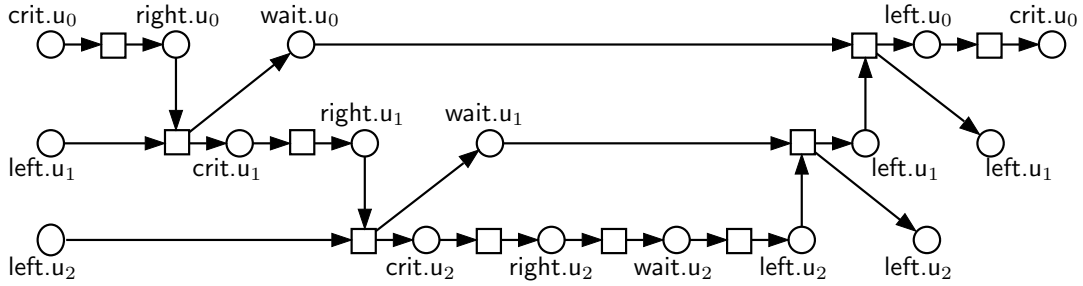 crit.u₀ right.u₀ wait.u₀ left.u₀ crit.u₀
right.u₁ wait.u₁
left.u₁ crit.u₁ left.u₁ left.u₁
left.u₂ crit.u₂ right.u₂ wait.u₂ left.u₂ left.u₂